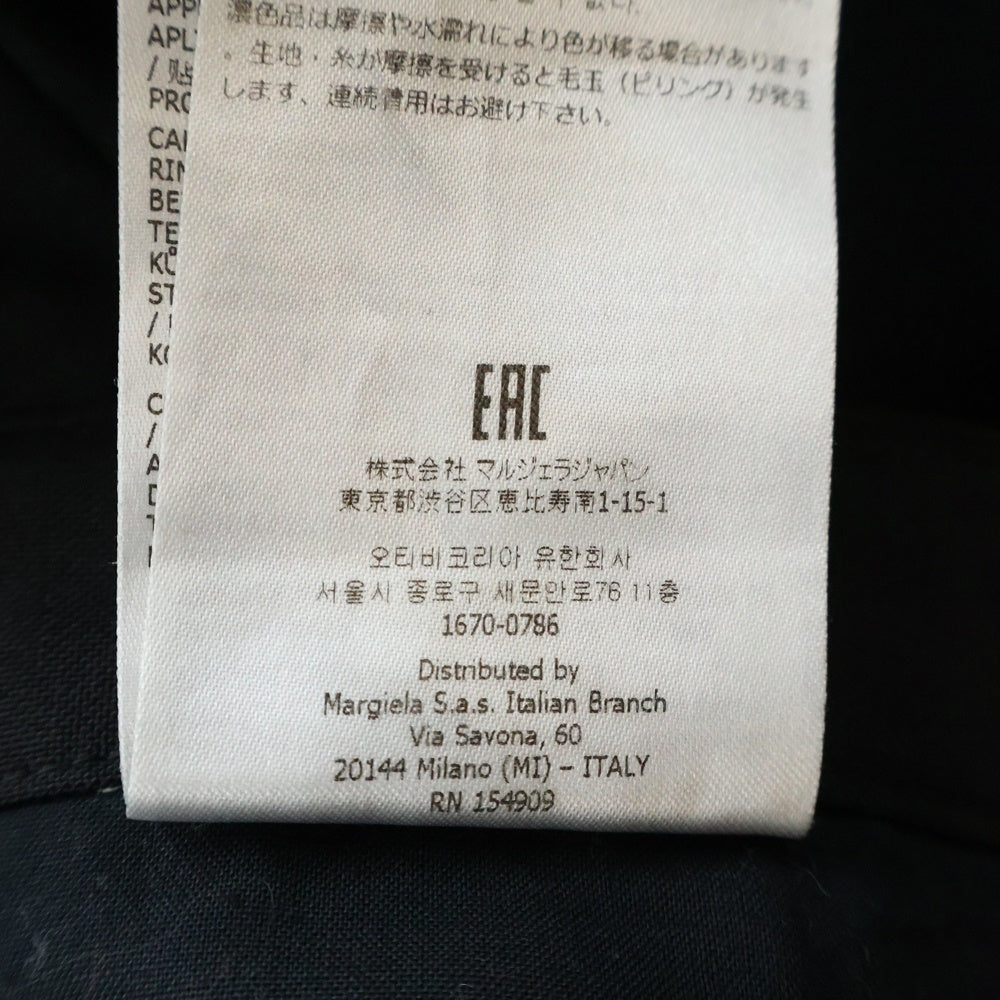 濃色品は摩擦や水濡れにより色が移る場合があります
。生地・糸が摩擦を受けると毛玉（ピリング）が発生
します、連続着用はお避け下さい。
EAC
株式会社 マルジェラジャパン
東京都渋谷区恵比寿南1-15-1
오티비코리아 유한회사
서울시 종로구 새문안로76 11층
1670-0786
Distributed by
Margiela S.a.s. Italian Branch
Via Savona, 60
20144 Milano (MI) – ITALY
RN 154909